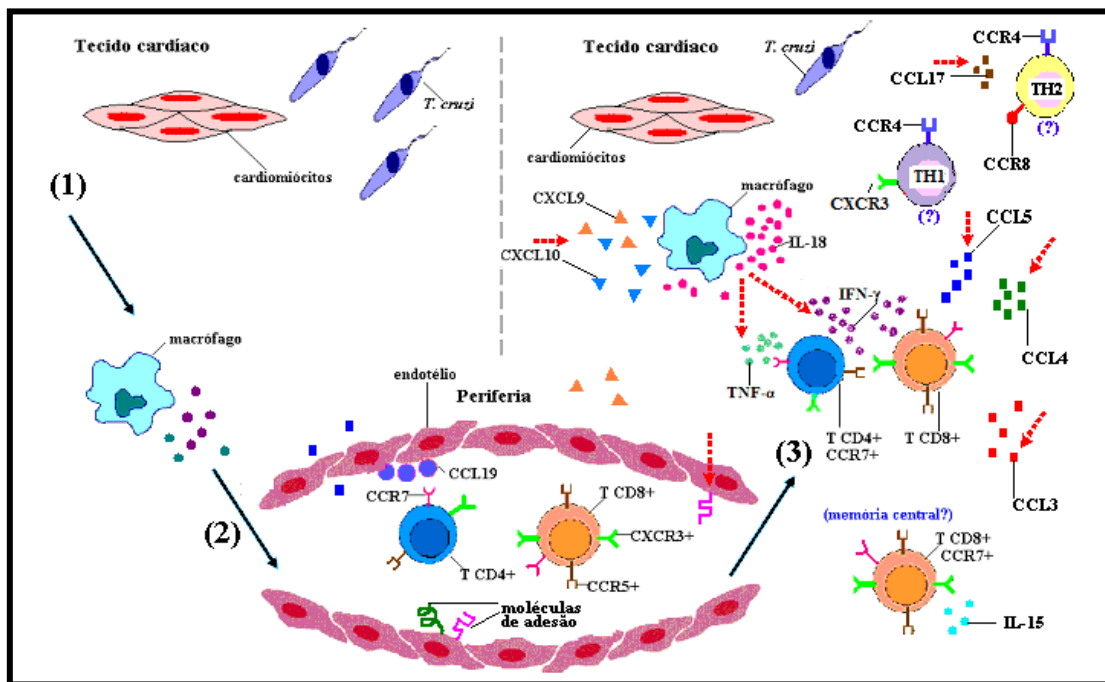 Tecido cardíaco
T. cruzi
cardiomiócitos
(1)
macrófago
(2)
Tecido cardíaco
T. cruzi
cardiomiócitos
CCR4
CCL17
TH2
(?)
CCR8
CCR4
TH1
CXCR3
(?)
macrófago
CXCL9
CXCL10
IL-18
CCL5
IFN-γ
CCL4
TNF-α
T CD4+
CCR7+
T CD8+
CCL3
(3)
endotélio
Periferia
CCL19
CCR7
T CD8+
CXCR3+
T CD4+
CCR5+
moléculas
de adesão
(memória central?)
T CD8+
CCR7+
IL-15